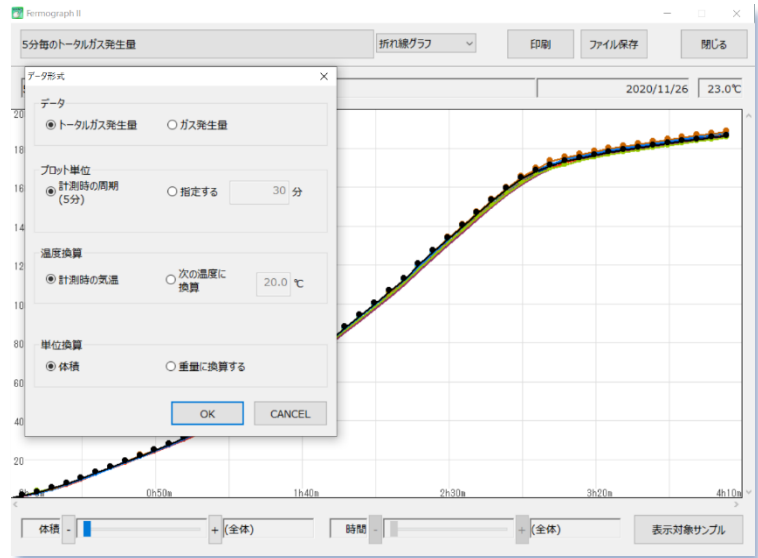 Fermograph II
5分毎のトータルガス発生量
折れ線グラフ
印刷
ファイル保存
閉じる
データ形式
2020/11/26
23.0℃
データ
トータルガス発生量
ガス発生量
プロット単位
計測時の周期
(5分)
指定する
30 分
温度換算
計測時の気温
次の温度に
換算
20.0 ℃
単位換算
体積
重量に換算する
OK
CANCEL
20
18
16
14
12
10
80
60
40
20
0h50m
1h40m
2h30m
3h20m
4h10m
体積
-
+
(全体)
時間
-
+
(全体)
表示対象サンプル